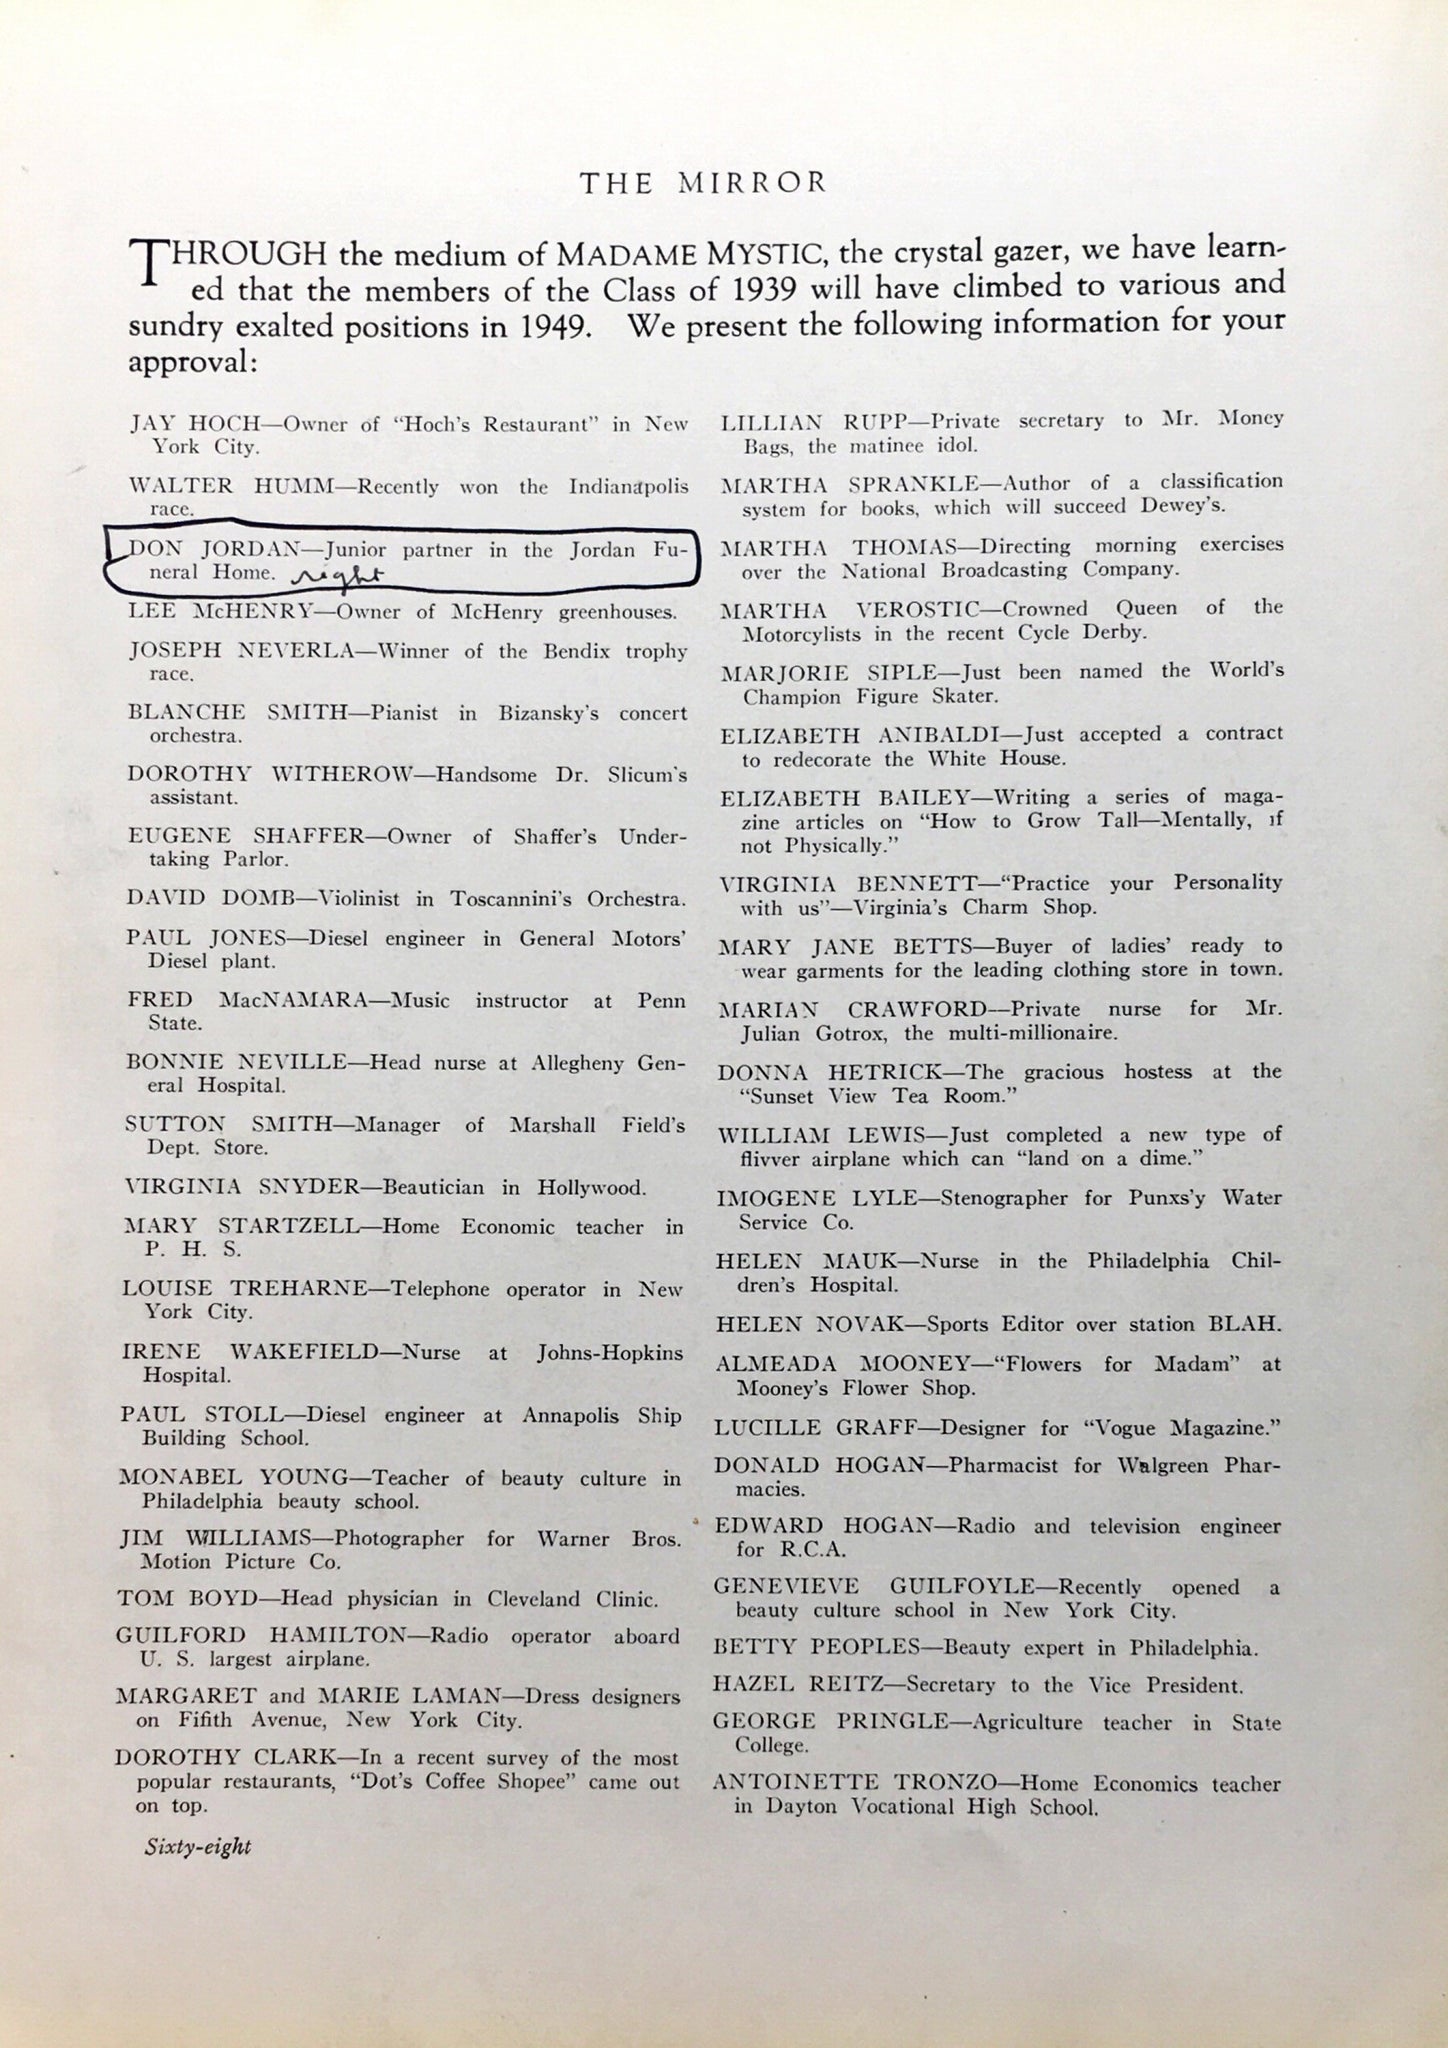 THE MIRROR
THROUGH the medium of MADAME MYSTIC, the crystal gazer, we have learn-
ed that the members of the Class of 1939 will have climbed to various and
sundry exalted positions in 1949. We present the following information for your
approval:
JAY HOCH—Owner of "Hoch's Restaurant" in New
York City.
WALTER HUMM—Recently won the Indianapolis
race.
DON JORDAN—Junior partner in the Jordan Fu-
neral Home. right
LEE McHENRY—Owner of McHenry greenhouses.
JOSEPH NEVERLA—Winner of the Bendix trophy
race.
BLANCHE SMITH—Pianist in Bizansky's concert
orchestra.
DOROTHY WITHEROW—Handsome Dr. Slicum's
assistant.
EUGENE SHAFFER—Owner of Shaffer's Under-
taking Parlor.
DAVID DOMB—Violinist in Toscannini's Orchestra.
PAUL JONES—Diesel engineer in General Motors'
Diesel plant.
FRED MacNAMARA—Music instructor at Penn
State.
BONNIE NEVILLE—Head nurse at Allegheny Gen-
eral Hospital.
SUTTON SMITH—Manager of Marshall Field's
Dept. Store.
VIRGINIA SNYDER—Beautician in Hollywood.
MARY STARTZELL—Home Economic teacher in
P. H. S.
LOUISE TREHARNE—Telephone operator in New
York City.
IRENE WAKEFIELD—Nurse at Johns-Hopkins
Hospital.
PAUL STOLL—Diesel engineer at Annapolis Ship
Building School.
MONABEL YOUNG—Teacher of beauty culture in
Philadelphia beauty school.
JIM WILLIAMS—Photographer for Warner Bros.
Motion Picture Co.
TOM BOYD—Head physician in Cleveland Clinic.
GUILFORD HAMILTON—Radio operator aboard
U. S. largest airplane.
MARGARET and MARIE LAMAN—Dress designers
on Fifith Avenue, New York City.
DOROTHY CLARK—In a recent survey of the most
popular restaurants, "Dot's Coffee Shopee" came out
on top.
LILLIAN RUPP—Private secretary to Mr. Money
Bags, the matinee idol.
MARTHA SPRANKLE—Author of a classification
system for books, which will succeed Dewey's.
MARTHA THOMAS—Directing morning exercises
over the National Broadcasting Company.
MARTHA VEROSTIC—Crowned Queen of the
Motorcylists in the recent Cycle Derby.
MARJORIE SIPLE—Just been named the World's
Champion Figure Skater.
ELIZABETH ANIBALDI—Just accepted a contract
to redecorate the White House.
ELIZABETH BAILEY—Writing a series of maga-
zine articles on "How to Grow Tall—Mentally, if
not Physically."
VIRGINIA BENNETT—"Practice your Personality
with us"—Virginia's Charm Shop.
MARY JANE BETTS—Buyer of ladies' ready to
wear garments for the leading clothing store in town.
MARIAN CRAWFORD—Private nurse for Mr.
Julian Gotrox, the multi-millionaire.
DONNA HETRICK—The gracious hostess at the
"Sunset View Tea Room."
WILLIAM LEWIS—Just completed a new type of
flivver airplane which can "land on a dime."
IMOGENE LYLE—Stenographer for Punxs'y Water
Service Co.
HELEN MAUK—Nurse in the Philadelphia Chil-
dren's Hospital.
HELEN NOVAK—Sports Editor over station BLAH.
ALMEADA MOONEY—"Flowers for Madam" at
Mooney's Flower Shop.
LUCILLE GRAFF—Designer for "Vogue Magazine."
DONALD HOGAN—Pharmacist for Walgreen Phar-
macies.
EDWARD HOGAN—Radio and television engineer
for R.C.A.
GENEVIEVE GUILFOYLE—Recently opened a
beauty culture school in New York City.
BETTY PEOPLES—Beauty expert in Philadelphia.
HAZEL REITZ—Secretary to the Vice President.
GEORGE PRINGLE—Agriculture teacher in State
College.
ANTOINETTE TRONZO—Home Economics teacher
in Dayton Vocational High School.
Sixty-eight